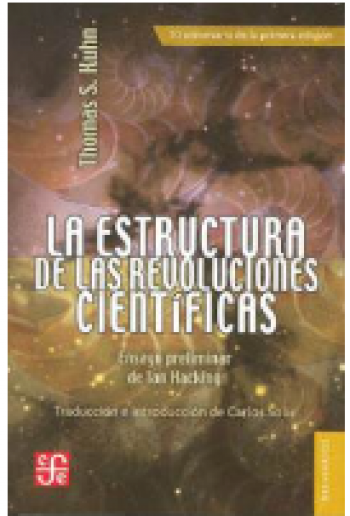 50 aniversario de la primera edición
Thomas S. Kuhn
LA ESTRUCTURA
DE LAS REVOLUCIONES
CIENTÍFICAS
Ensayo preliminar
de Ian Hacking
Traducción e introducción de Carlos Solís
BREVIARIOS